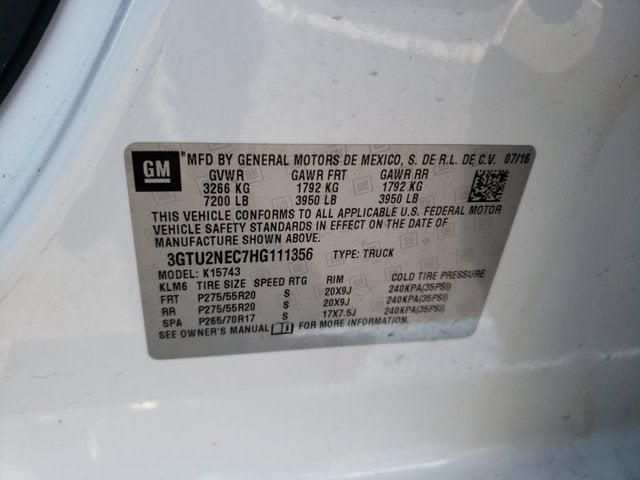 GM *MFD BY GENERAL MOTORS DE MEXICO, S. DE R.L. DE C.V. 07/16
GVWR GAWR FRT GAWR RR
3266 KG 1792 KG 1792 KG
7200 LB 3950 LB 3950 LB
THIS VEHICLE CONFORMS TO ALL APPLICABLE U.S. FEDERAL MOTOR
VEHICLE SAFETY STANDARDS IN EFFECT ON THE DATE OF
MANUFACTURE SHOWN ABOVE.
3GTU2NEC7HG111356 TYPE: TRUCK
MODEL: K15743
KLM6 TIRE SIZE SPEED RTG RIM COLD TIRE PRESSURE
FRT P275/55R20 S 20X9J 240KPA(35PSI)
RR P275/55R20 S 20X9J 240KPA(35PSI)
SPA P265/70R17 S 17X7.5J 240KPA(35PSI)
SEE OWNER'S MANUAL FOR MORE INFORMATION.